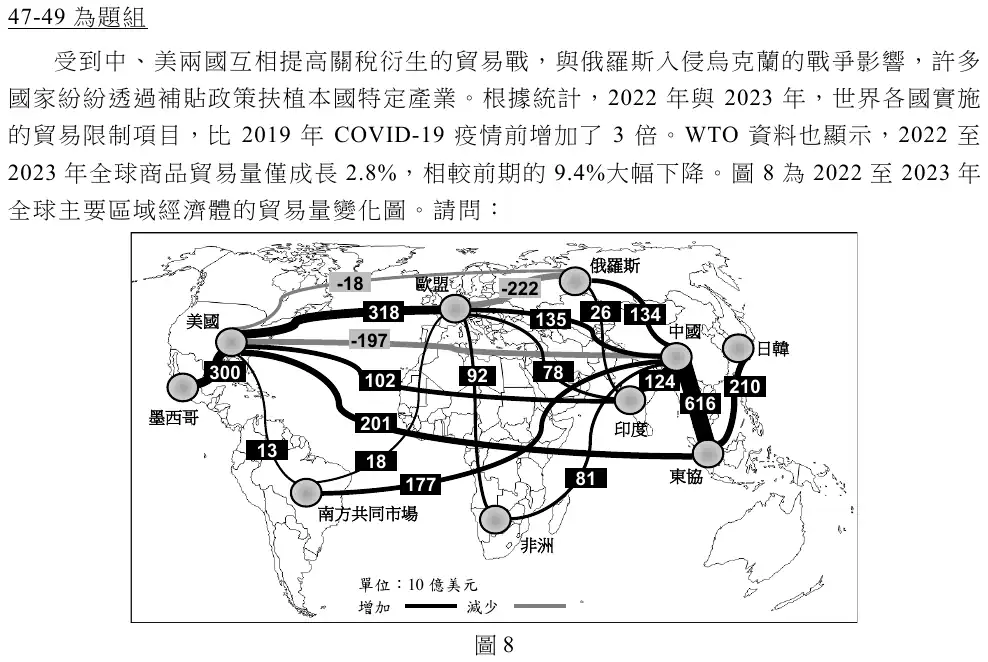 47-49 為題組
受到中、美兩國互相提高關稅衍生的貿易戰，與俄羅斯入侵烏克蘭的戰爭影響，許多
國家紛紛透過補貼政策扶植本國特定產業。根據統計，2022 年與 2023 年，世界各國實施
的貿易限制項目，比 2019 年 COVID-19 疫情前增加了 3 倍。WTO 資料也顯示，2022 至
2023 年全球商品貿易量僅成長 2.8%，相較前期的 9.4%大幅下降。圖 8 為 2022 至 2023 年
全球主要區域經濟體的貿易量變化圖。請問：
俄羅斯
-18
歐盟
-222
美國
318
135
26
134
中國
-197
日韓
300
102
92
78
124
210
墨西哥
616
201
印度
13
18
177
81
東協
南方共同市場
非洲
單位：10 億美元
增加
減少
圖 8